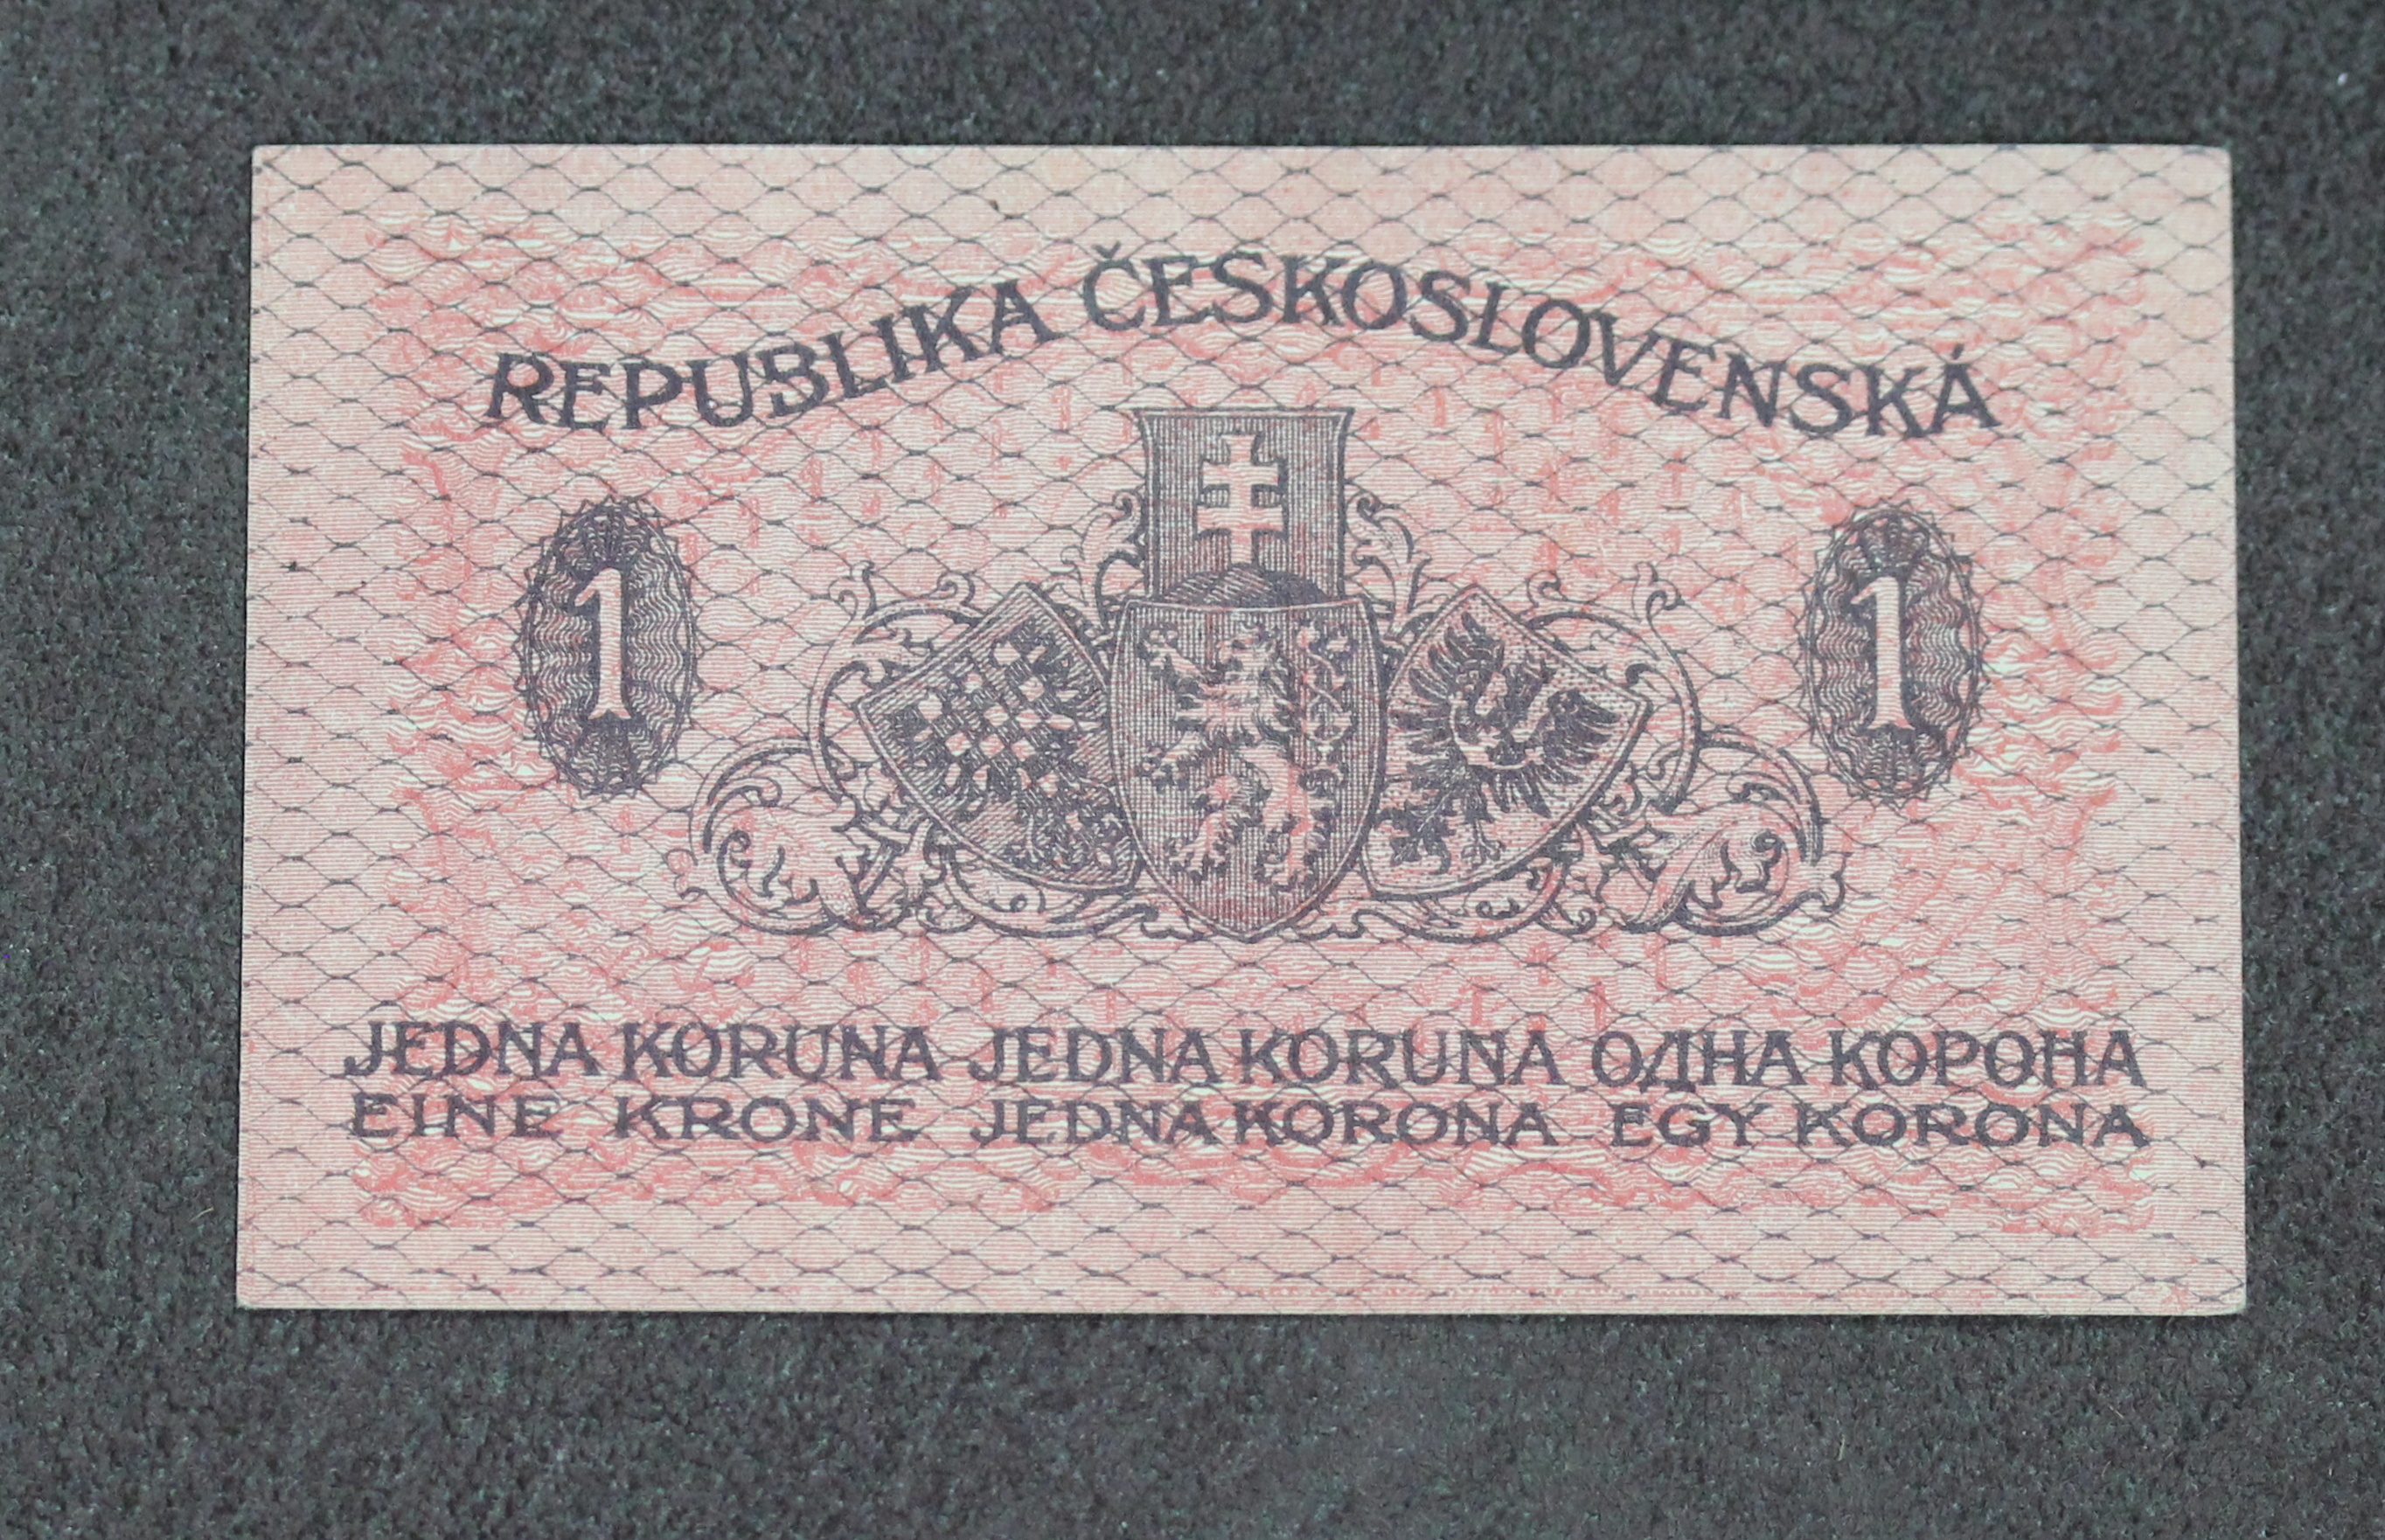 REPUBLIKA ČESKOSLOVENSKÁ
1 1
JEDNA KORUNA JEDNA KORUNA ОДНА КОРОНА
EINE KRONE JEDNA KORONA EGY KORONA